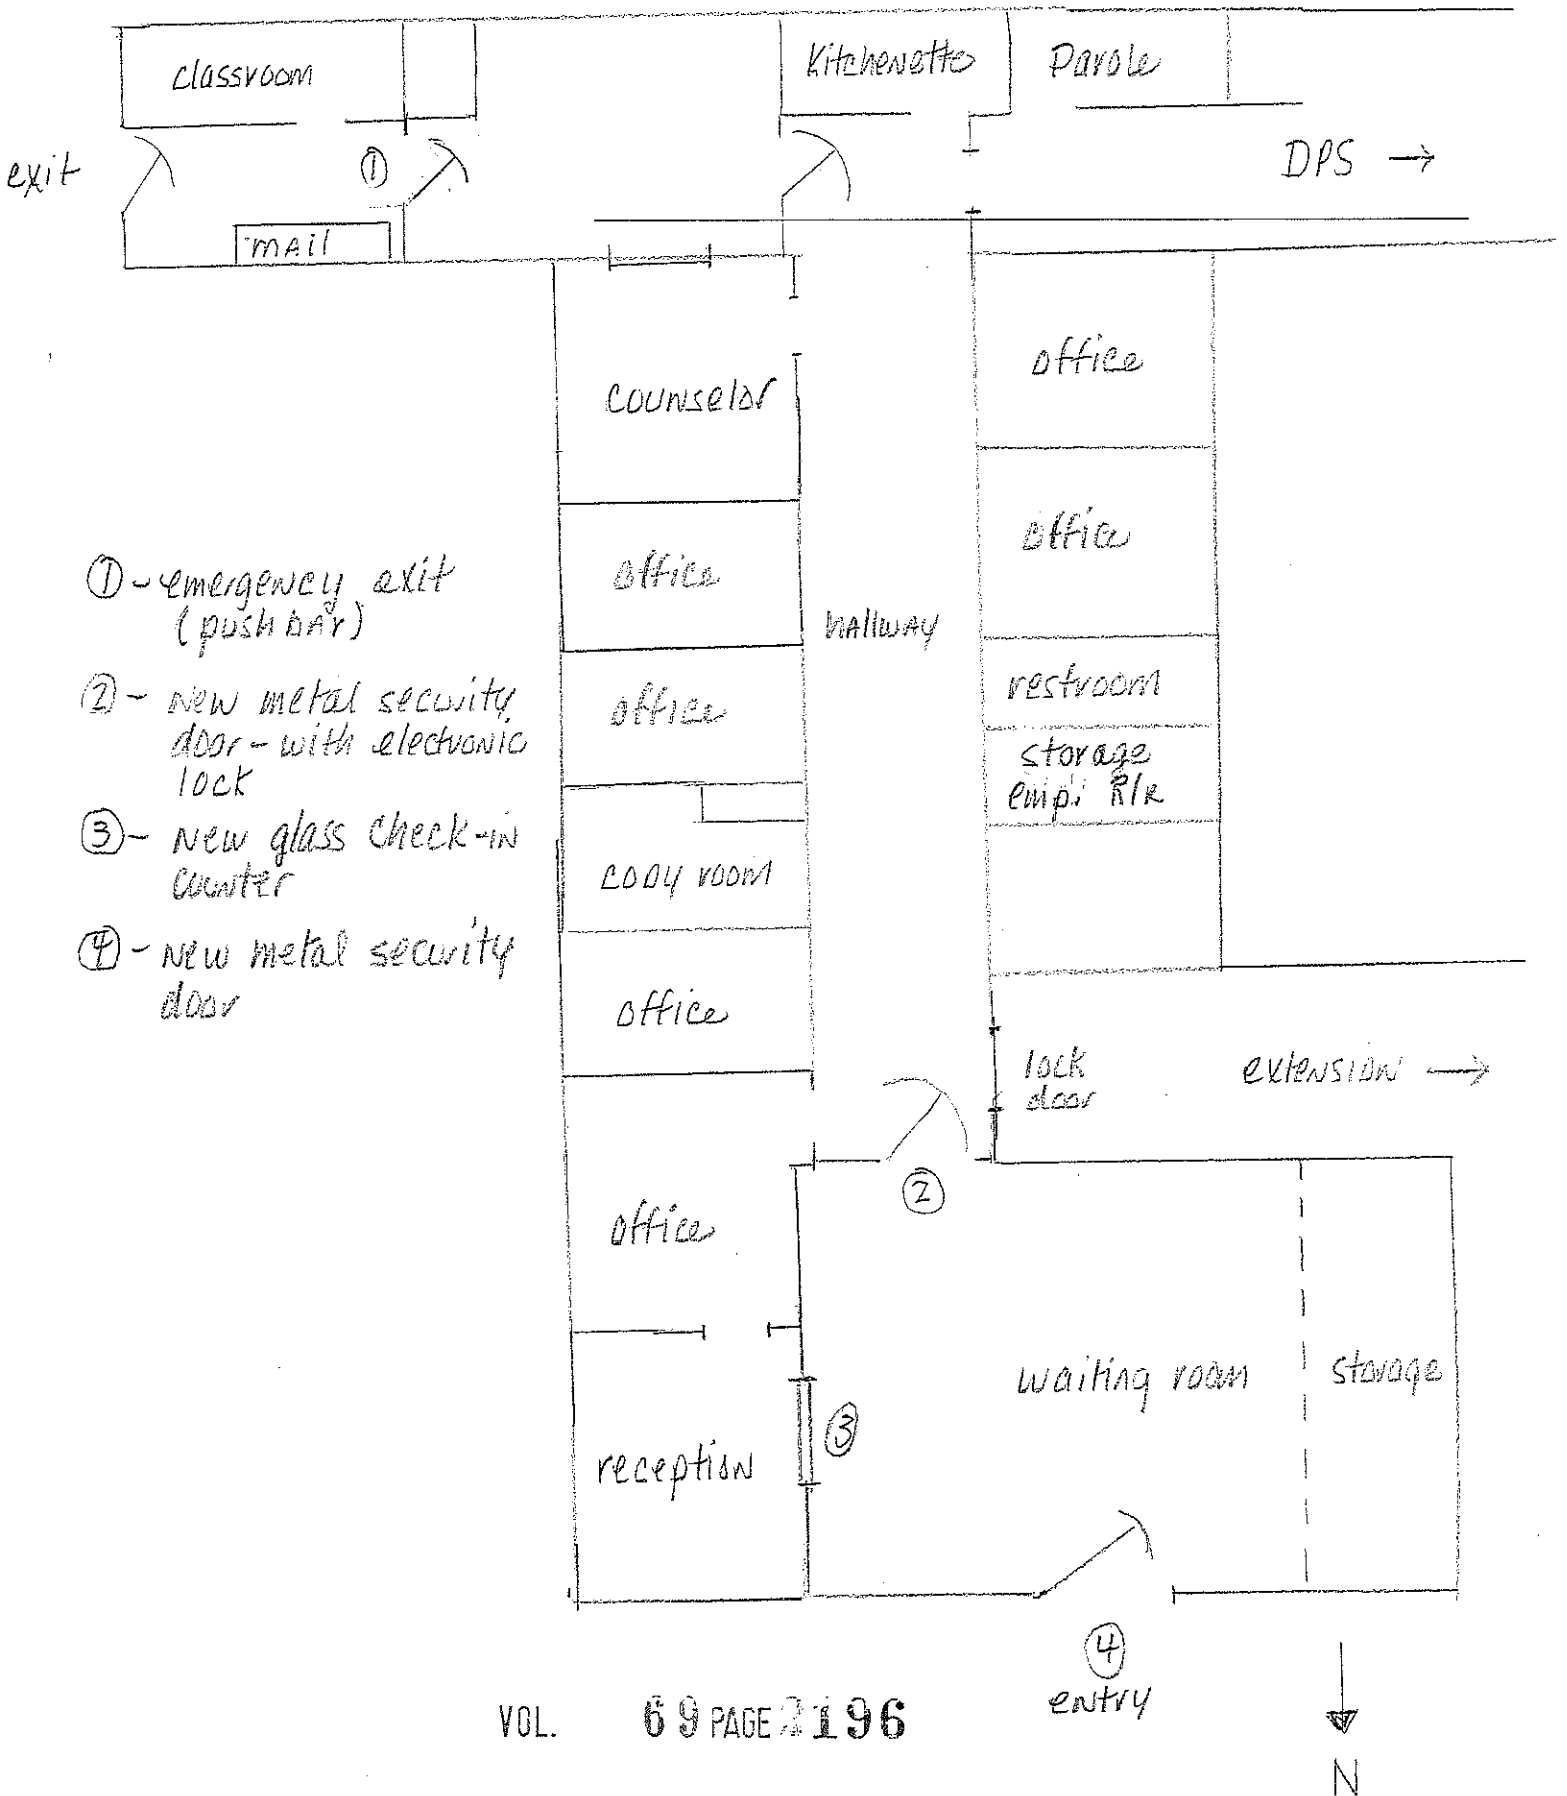 classroom
Kitchenette
Parole
exit
①
DPS →
mail
office
counselor
office
① - emergency exit
(push bar)
office
hallway
② - New metal security
door - with electronic
lock
office
restroom
storage
emp. R/R
③ - New glass check-in
counter
copy room
④ - New metal security
door
office
lock
door
extension →
②
office
waiting room
storage
③
reception
④
entry
VOL. 69 PAGE 2196
N